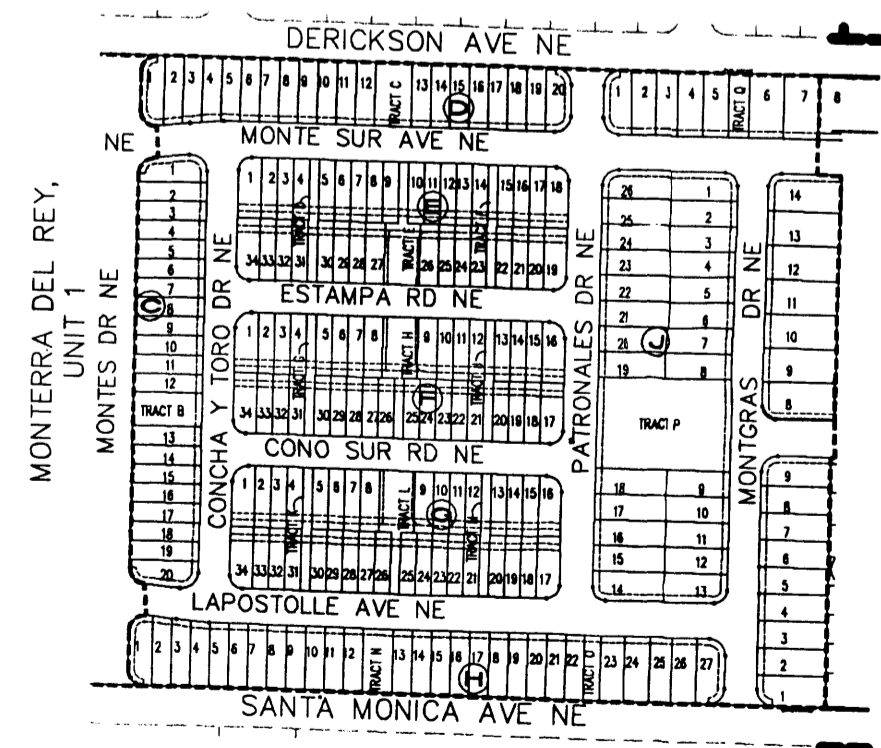 DERICKSON AVE NE
1 2 3 4 5 6 7 8 9 10 11 12 TRACT C 13 14 15 16 17 18 19 20
D
1 2 3 4 5 TRACT Q 6 7 8
MONTE SUR AVE NE
NE
MONTERRA DEL REY,
UNIT 1
MONTES DR NE
1
2
3
4
5
6
7
8
9
10
11
12
TRACT B
13
14
15
16
17
18
19
20
C
CONCHA Y TORO DR NE
1 2 3 4 5 6 7 8 9 10 11 12 13 14 15 16 17 18
E
TRACT E
34 33 32 31 30 29 28 27 26 25 24 23 22 21 20 19
ESTAMPA RD NE
1 2 3 4 5 6 7 8 TRACT H 9 10 11 12 13 14 15 16
TRACT G
F
34 33 32 31 30 29 28 27 26 25 24 23 22 21 20 19 18 17
CONO SUR RD NE
1 2 3 4 5 6 7 8 TRACT L 9 10 11 12 13 14 15 16
TRACT K
G
34 33 32 31 30 29 28 27 26 25 24 23 22 21 20 19 18 17
LAPOSTOLLE AVE NE
1 2 3 4 5 6 7 8 9 10 11 12 TRACT N 13 14 15 16 17 18 19 20 21 22 TRACT O 23 24 25 26 27
SANTA MONICA AVE NE
PATRONALES DR NE
26 1
25 2
24 3
23 4
22 5
21 6
20 7
19 8
TRACT P
18 9
17 10
16 11
15 12
14 13
MONTGRAS DR NE
14
13
12
11
10
9
8
9
8
7
6
5
4
3
2
1